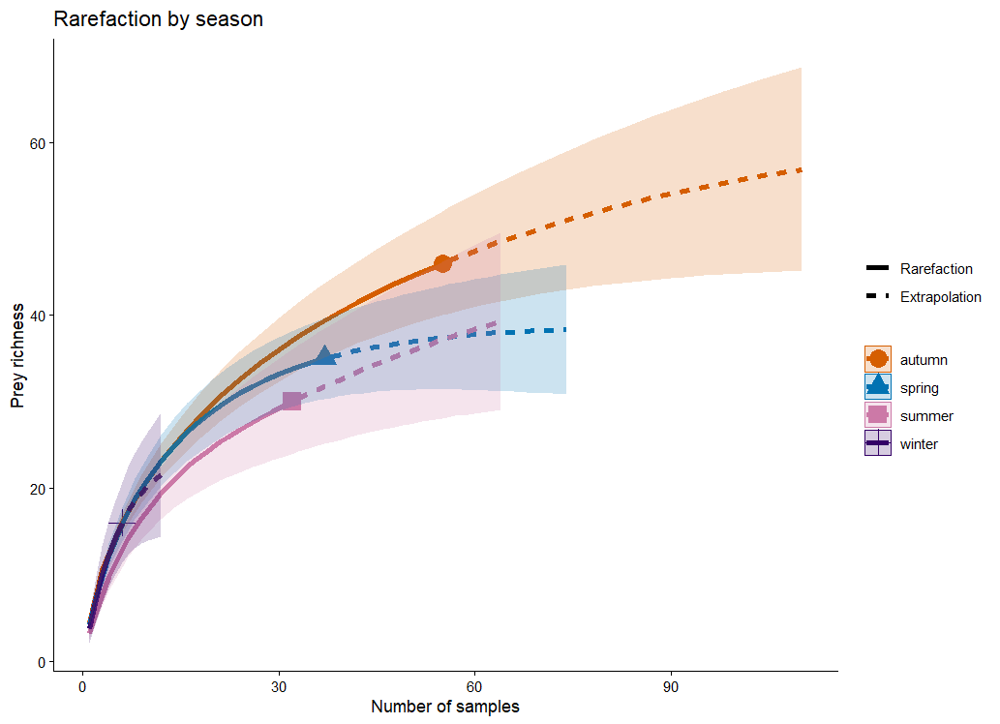 Rarefaction by season
Prey richness
60
40
20
0
0 30 60 90
Number of samples
Rarefaction
Extrapolation
autumn
spring
summer
winter